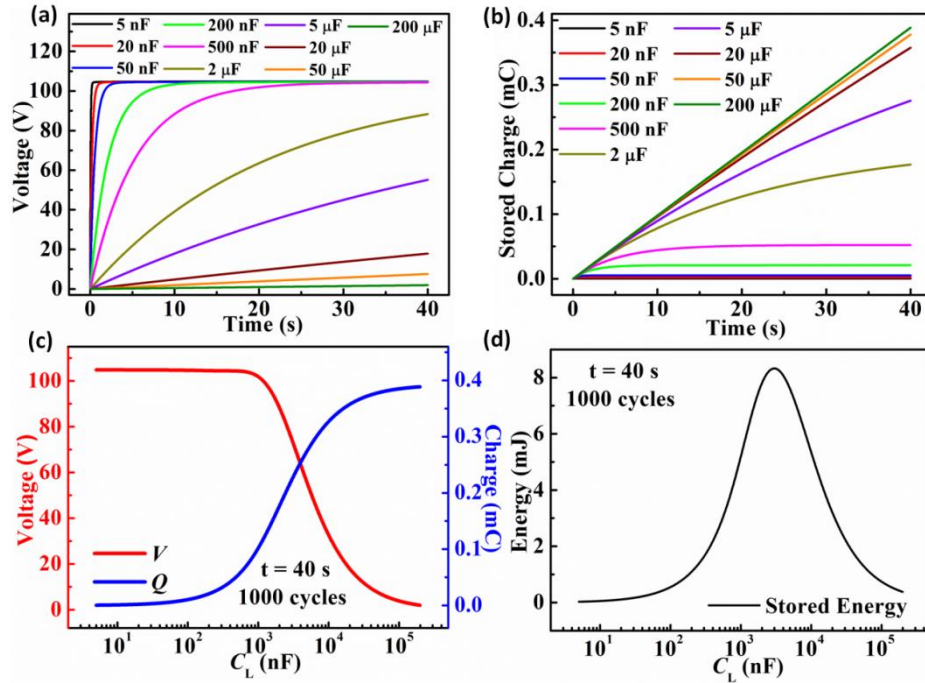 (a)
5 nF 200 nF 5 μF 200 μF
20 nF 500 nF 20 μF
50 nF 2 μF 50 μF
Voltage (V)
120
100
80
60
40
20
0
0 10 20 30 40
Time (s)
(b)
5 nF 5 μF
20 nF 20 μF
50 nF 50 μF
200 nF 200 μF
500 nF
2 μF
Stored Charge (mC)
0.4
0.3
0.2
0.1
0.0
0 10 20 30 40
Time (s)
(c)
Voltage (V)
100
80
60
40
20
0
V
Q
t = 40 s
1000 cycles
0.4
0.3
0.2
0.1
0.0
Charge (mC)
10^1 10^2 10^3 10^4 10^5
C_L (nF)
(d)
t = 40 s
1000 cycles
Energy (mJ)
8
6
4
2
0
Stored Energy
10^1 10^2 10^3 10^4 10^5
C_L (nF)